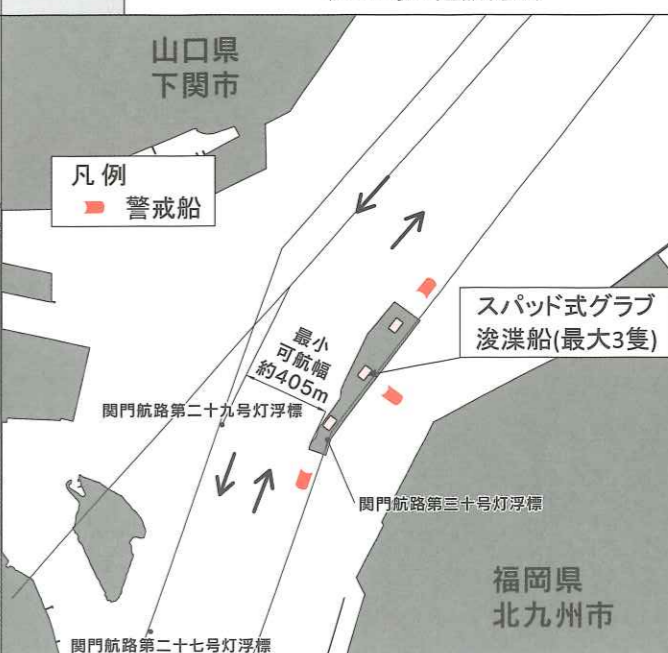 山口県
下関市
凡例
警戒船
スパッド式グラブ
浚渫船(最大3隻)
最小
可航幅
約405m
関門航路第二十九号灯浮標
関門航路第三十号灯浮標
福岡県
北九州市
関門航路第二十七号灯浮標